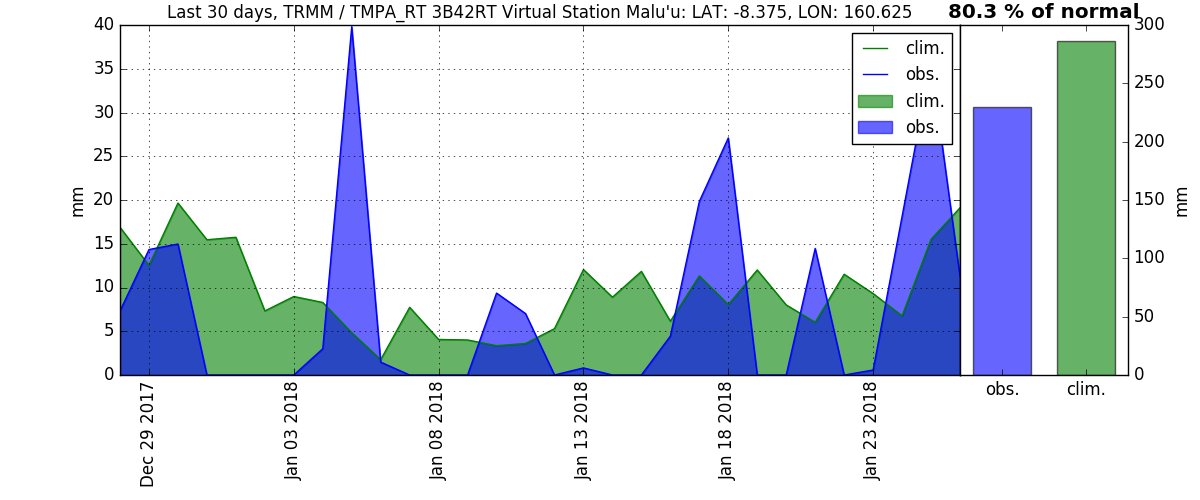 Last 30 days, TRMM / TMPA_RT 3B42RT Virtual Station Malu'u: LAT: -8.375, LON: 160.625
80.3 % of normal
mm
40
35
30
25
20
15
10
5
0
clim.
obs.
clim.
obs.
Dec 29 2017
Jan 03 2018
Jan 08 2018
Jan 13 2018
Jan 18 2018
Jan 23 2018
obs.
clim.
300
250
200
150
100
50
0
mm